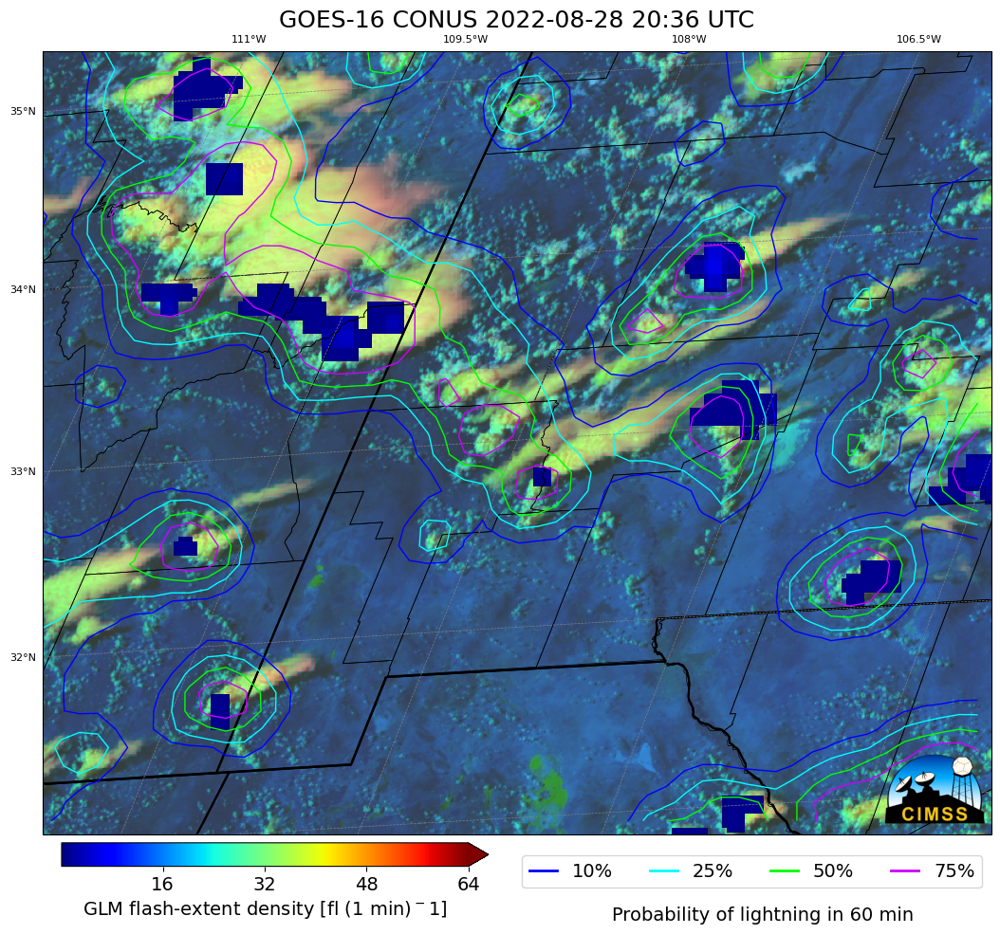 GOES-16 CONUS 2022-08-28 20:36 UTC
111°W 109.5°W 108°W 106.5°W
35°N
34°N
33°N
32°N
CIMSS
16 32 48 64
GLM flash-extent density [fl (1 min)⁻1]
10% 25% 50% 75%
Probability of lightning in 60 min